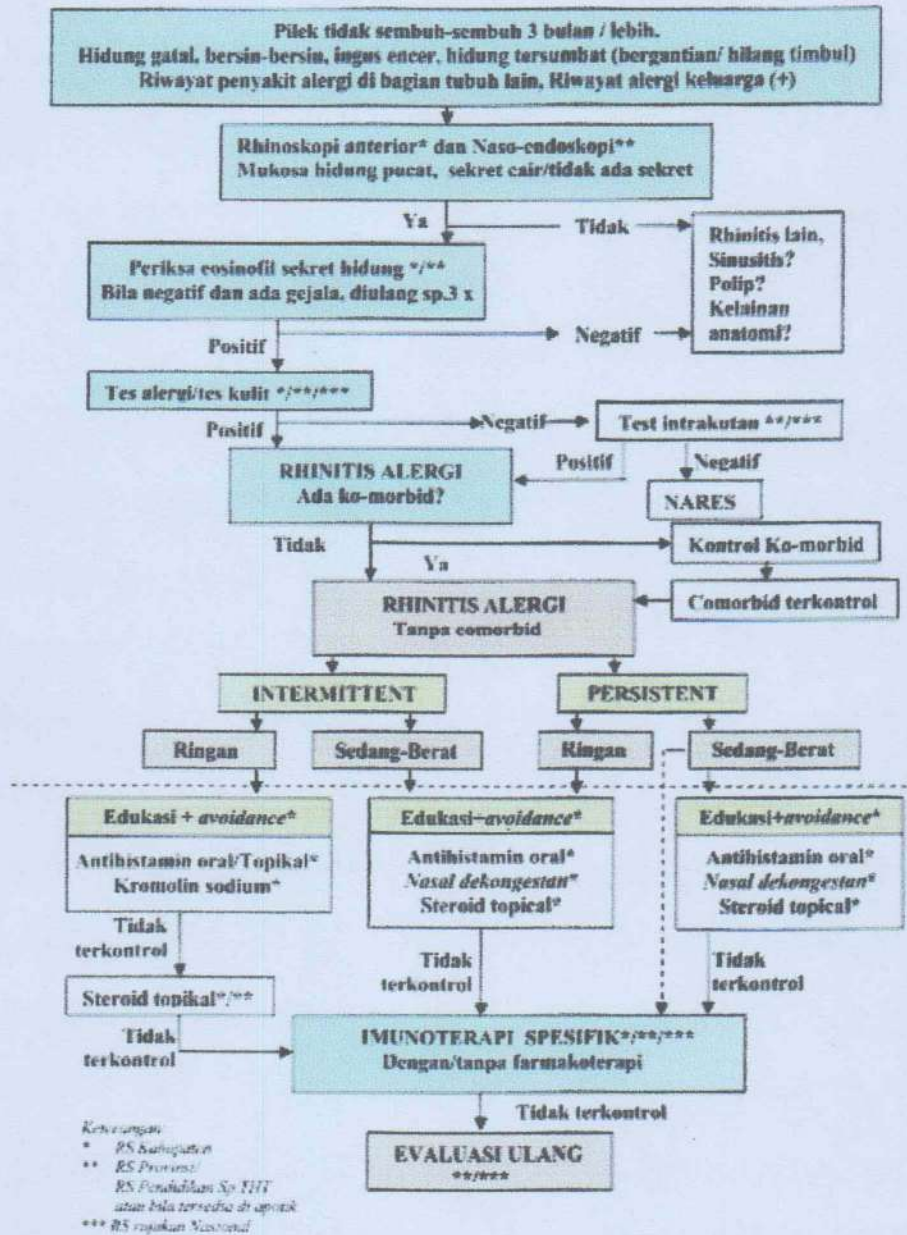 Pilek tidak sembuh-sembuh 3 bulan / lebih.
Hidung gatal, bersin-bersin, ingus encer, hidung tersumbat (bergantian/ hilang timbul)
Riwayat penyakit alergi di bagian tubuh lain, Riwayat alergi keluarga (+)
Rhinoskopi anterior* dan Naso-endoskopi**
Mukosa hidung pucat, sekret cair/tidak ada sekret
Ya
Tidak
Rhinitis lain,
Sinusitis?
Polip?
Kelainan
anatomi?
Periksa eosinofil sekret hidung */**
Bila negatif dan ada gejala, diulang sp.3 x
Positif
Negatif
Tes alergi/tes kulit */**/***
Positif
Negatif
Test intrakutan **/***
Positif
Negatif
RHINITIS ALERGI
Ada ko-morbid?
NARES
Tidak
Ya
Kontrol Ko-morbid
Comorbid terkontrol
RHINITIS ALERGI
Tanpa comorbid
INTERMITTENT
PERSISTENT
Ringan
Sedang-Berat
Ringan
Sedang-Berat
Edukasi + avoidance*
Antihistamin oral/Topikal*
Kromolin sodium*
Edukasi+avoidance*
Antihistamin oral*
Nasal dekongestan*
Steroid topical*
Edukasi+avoidance*
Antihistamin oral*
Nasal dekongestan*
Steroid topical*
Tidak
terkontrol
Steroid topikal*/**
Tidak
terkontrol
Tidak
terkontrol
Tidak
terkontrol
IMUNOTERAPI SPESIFIK*/**/***
Dengan/tanpa farmakoterapi
Tidak terkontrol
EVALUASI ULANG
**/***
Keterangan
* RS Kabupaten
** RS Provinsi/
RS Pendidikan Sp THT
atau bila tersedia di apotik
*** RS rujukan Nasional